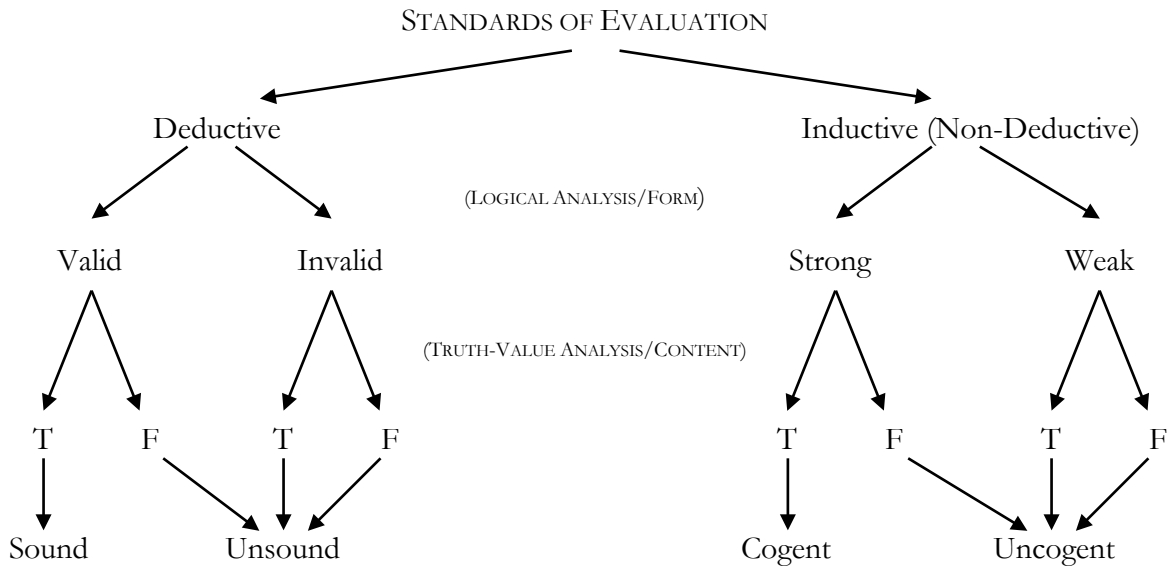 STANDARDS OF EVALUATION
Deductive Inductive (Non-Deductive)
(LOGICAL ANALYSIS/FORM)
Valid Invalid Strong Weak
(TRUTH-VALUE ANALYSIS/CONTENT)
T F T F T F T F
Sound Unsound Cogent Uncogent